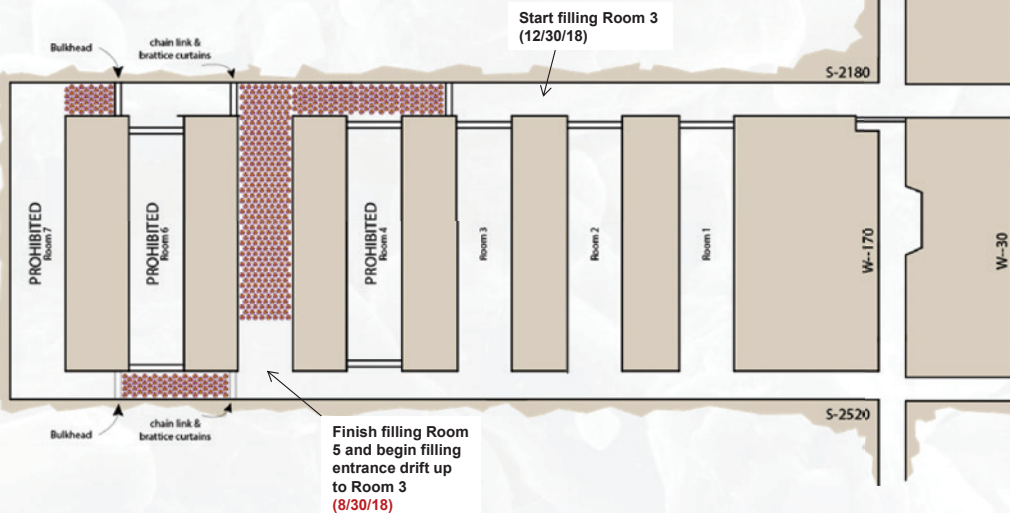 Start filling Room 3
(12/30/18)
Bulkhead
chain link &
brattice curtains
S-2180
PROHIBITED
Room 7
PROHIBITED
Room 6
PROHIBITED
Room 4
Room 3
Room 2
Room 1
W--170
W--30
S-2520
Bulkhead
chain link &
brattice curtains
Finish filling Room
5 and begin filling
entrance drift up
to Room 3
(8/30/18)